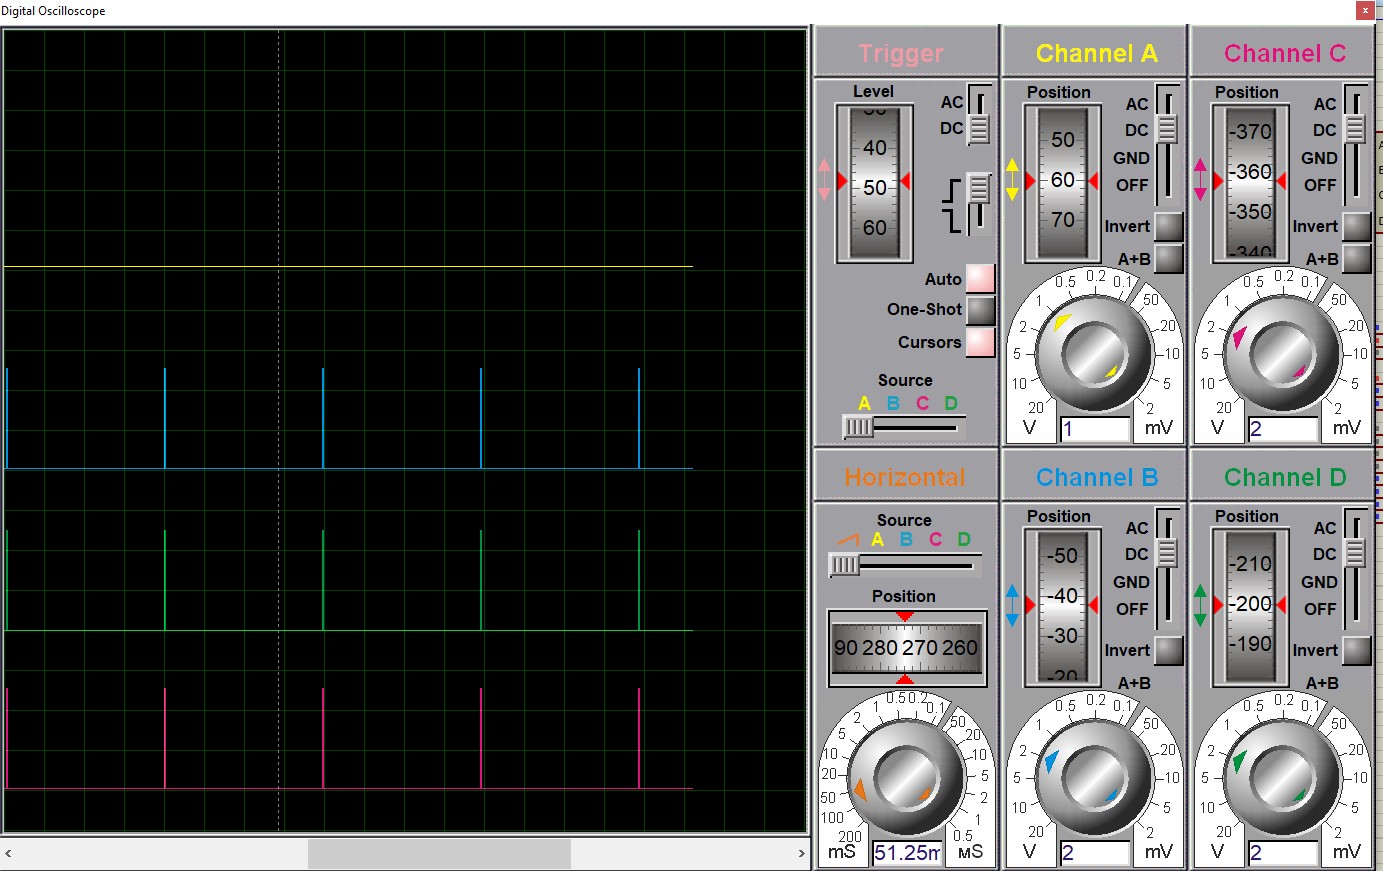 Digital Oscilloscope
x
Trigger
Level
AC
DC
40
50
60
Auto
One-Shot
Cursors
Source
A B C D
Channel A
Position
50
60
70
AC
DC
GND
OFF
Invert
A+B
20 10 5 2 1 0.5 0.2 0.1 50 20 10 5 2
V 1 mV
Channel C
Position
-370
-360
-350
-340
AC
DC
GND
OFF
Invert
A+B
20 10 5 2 1 0.5 0.2 0.1 50 20 10 5 2
V 2 mV
Horizontal
Source
A B C D
Position
90 280 270 260
200 100 50 20 10 5 2 1 0.5 0.2 0.1 50 20 10 5 2 1 0.5
mS 51.25m мS
Channel B
Position
-50
-40
-30
-20
AC
DC
GND
OFF
Invert
A+B
20 10 5 2 1 0.5 0.2 0.1 50 20 10 5 2
V 2 mV
Channel D
Position
-210
-200
-190
AC
DC
GND
OFF
Invert
A+B
20 10 5 2 1 0.5 0.2 0.1 50 20 10 5 2
V 2 mV